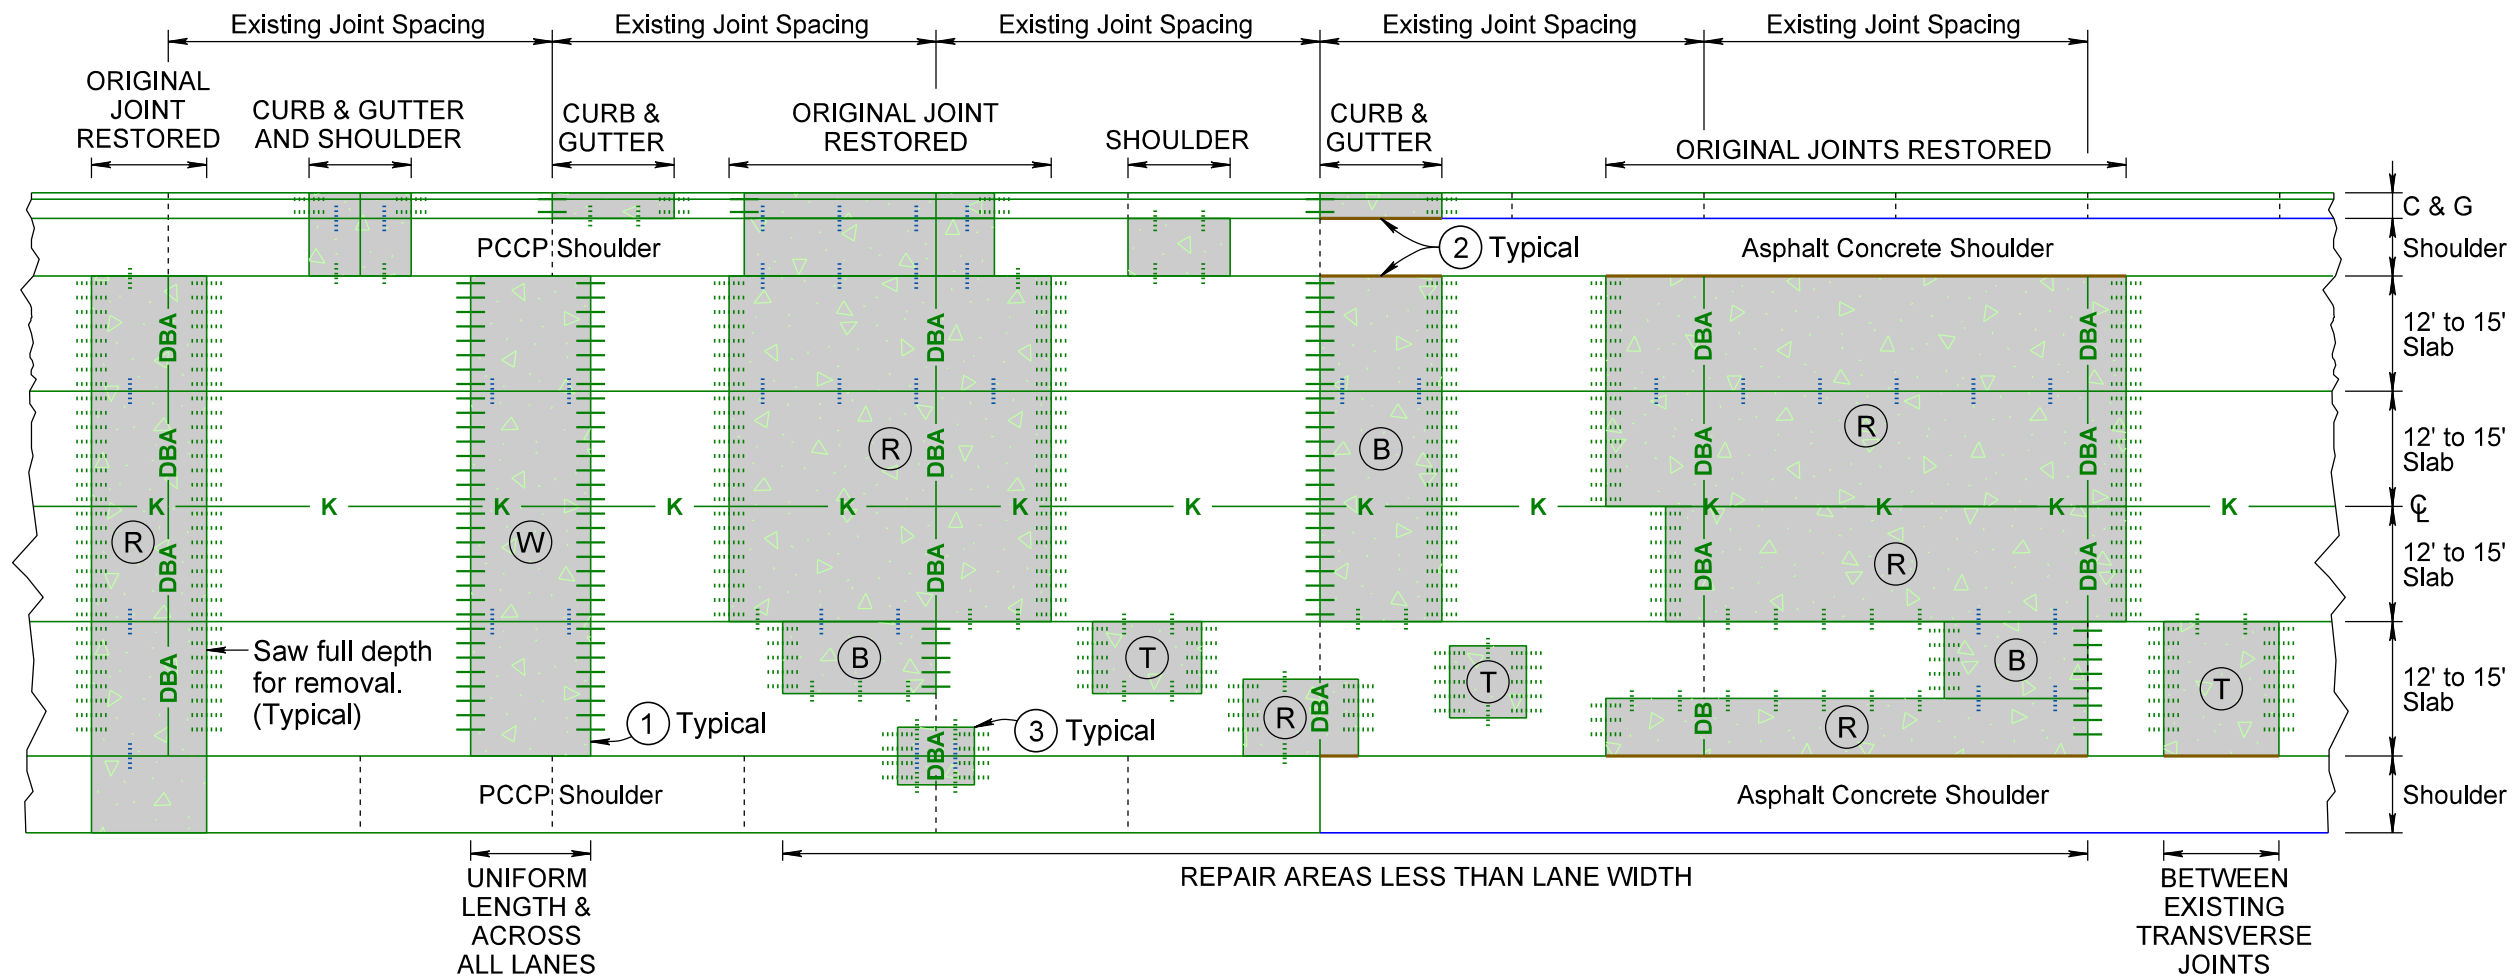 Existing Joint Spacing
Existing Joint Spacing
Existing Joint Spacing
Existing Joint Spacing
Existing Joint Spacing
ORIGINAL
JOINT
RESTORED
CURB & GUTTER
AND SHOULDER
CURB &
GUTTER
ORIGINAL JOINT
RESTORED
SHOULDER
CURB &
GUTTER
ORIGINAL JOINTS RESTORED
C & G
PCCP Shoulder
2 Typical
Asphalt Concrete Shoulder
Shoulder
DBA
DBA
DBA
DBA
12' to 15'
Slab
DBA
DBA
DBA
DBA
R
B
R
12' to 15'
Slab
K
K
K
K
K
K
K
K
K
K
K
K
K
℄
R
W
R
DBA
DBA
DBA
DBA
12' to 15'
Slab
Saw full depth
for removal.
(Typical)
DBA
B
T
T
B
T
R
DBA
DB
R
12' to 15'
Slab
1 Typical
3 Typical
DBA
PCCP Shoulder
Asphalt Concrete Shoulder
Shoulder
UNIFORM
LENGTH &
ACROSS
ALL LANES
REPAIR AREAS LESS THAN LANE WIDTH
BETWEEN
EXISTING
TRANSVERSE
JOINTS